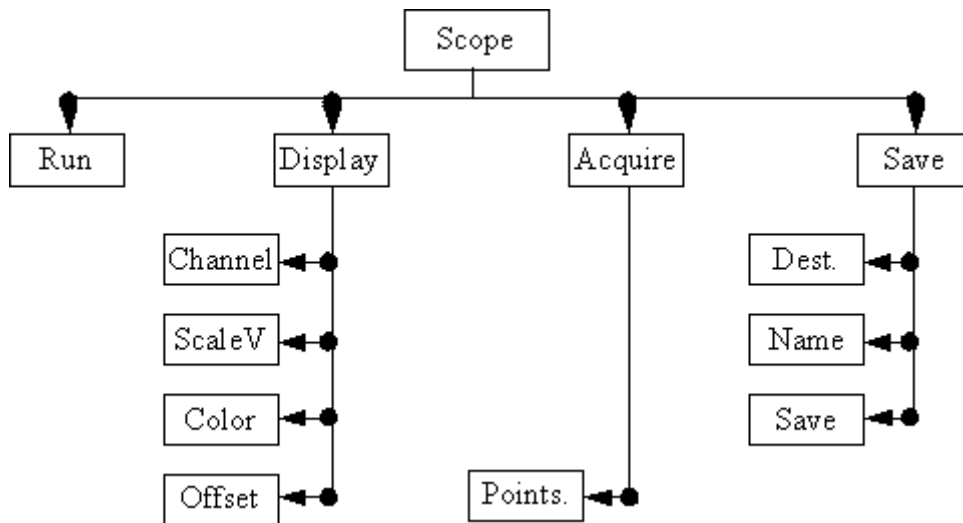 Scope
Run
Display
Acquire
Save
Channel
Dest.
ScaleV
Name
Color
Save
Offset
Points.